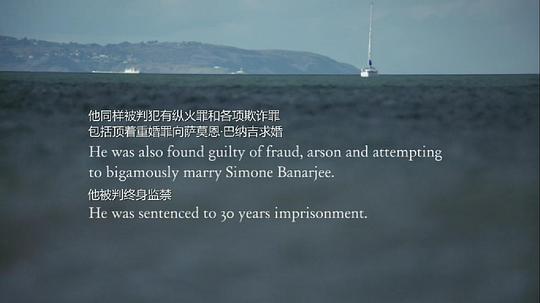 他同样被判犯有纵火罪和各项欺诈罪
包括顶着重婚罪向萨莫恩·巴纳吉求婚
He was also found guilty of fraud, arson and attempting
to bigamously marry Simone Banarjee.
他被判终身监禁
He was sentenced to 30 years imprisonment.